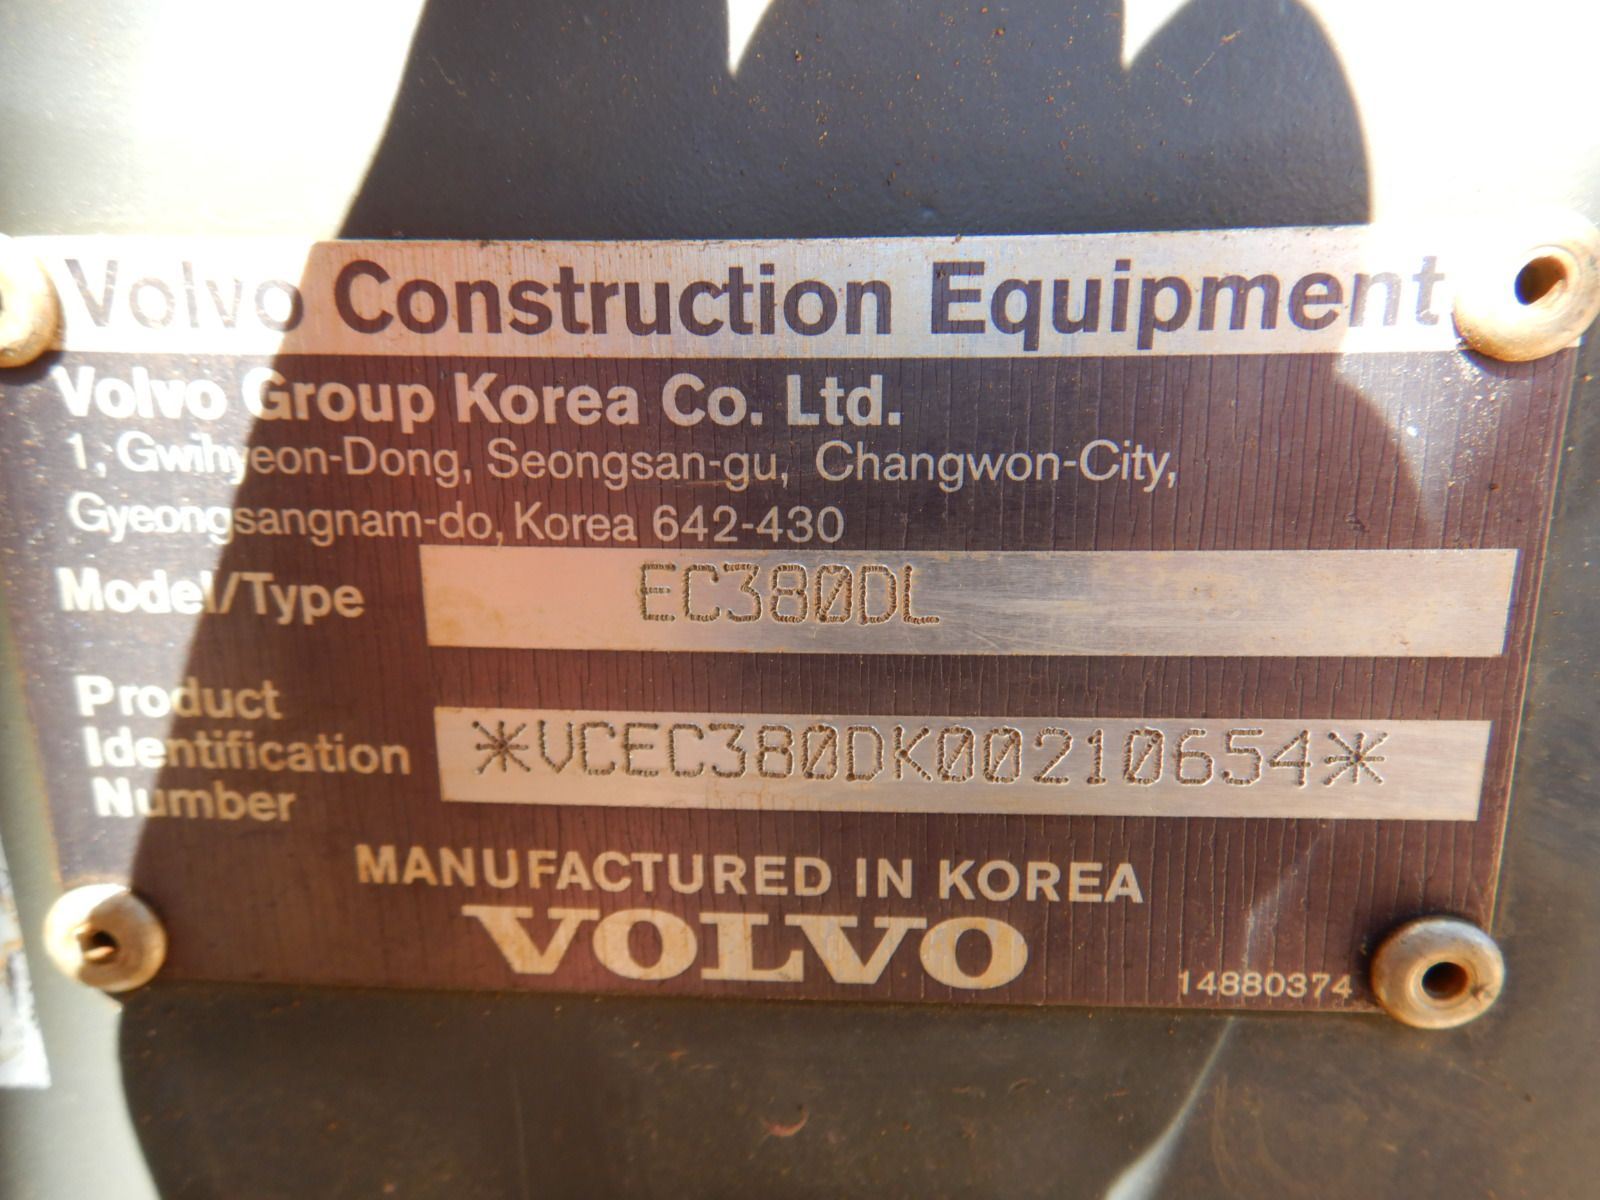 Volvo Construction Equipment
Volvo Group Korea Co. Ltd.
1, Gwihyeon-Dong, Seongsan-gu, Changwon-City,
Gyeongsangnam-do, Korea 642-430
Model/Type EC380DL
Product
Identification
Number
*VCEC380DK00210654*
MANUFACTURED IN KOREA
VOLVO
14880374